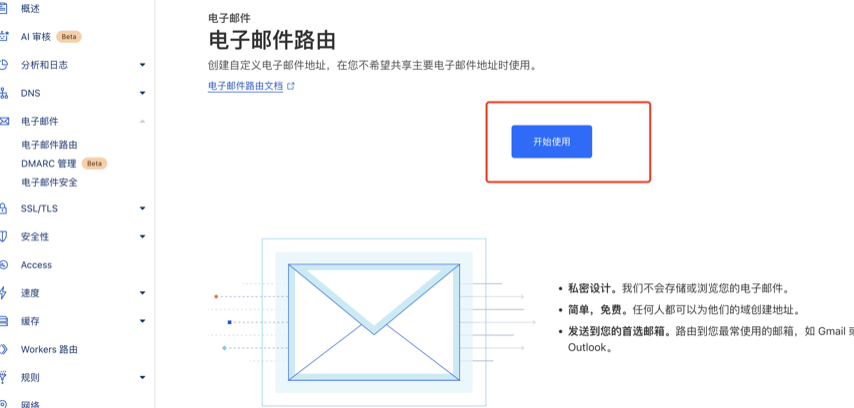 概述
AI 审核 Beta
分析和日志
DNS
电子邮件
电子邮件路由
DMARC 管理 Beta
电子邮件安全
SSL/TLS
安全性
Access
速度
缓存
Workers 路由
规则
网络
电子邮件
电子邮件路由
创建自定义电子邮件地址，在您不希望共享主要电子邮件地址时使用。
电子邮件路由文档
开始使用
私密设计。我们不会存储或浏览您的电子邮件。
简单，免费。任何人都可以为他们的域创建地址。
发送到您的首选邮箱。路由到您最常使用的邮箱，如 Gmail 或
Outlook。